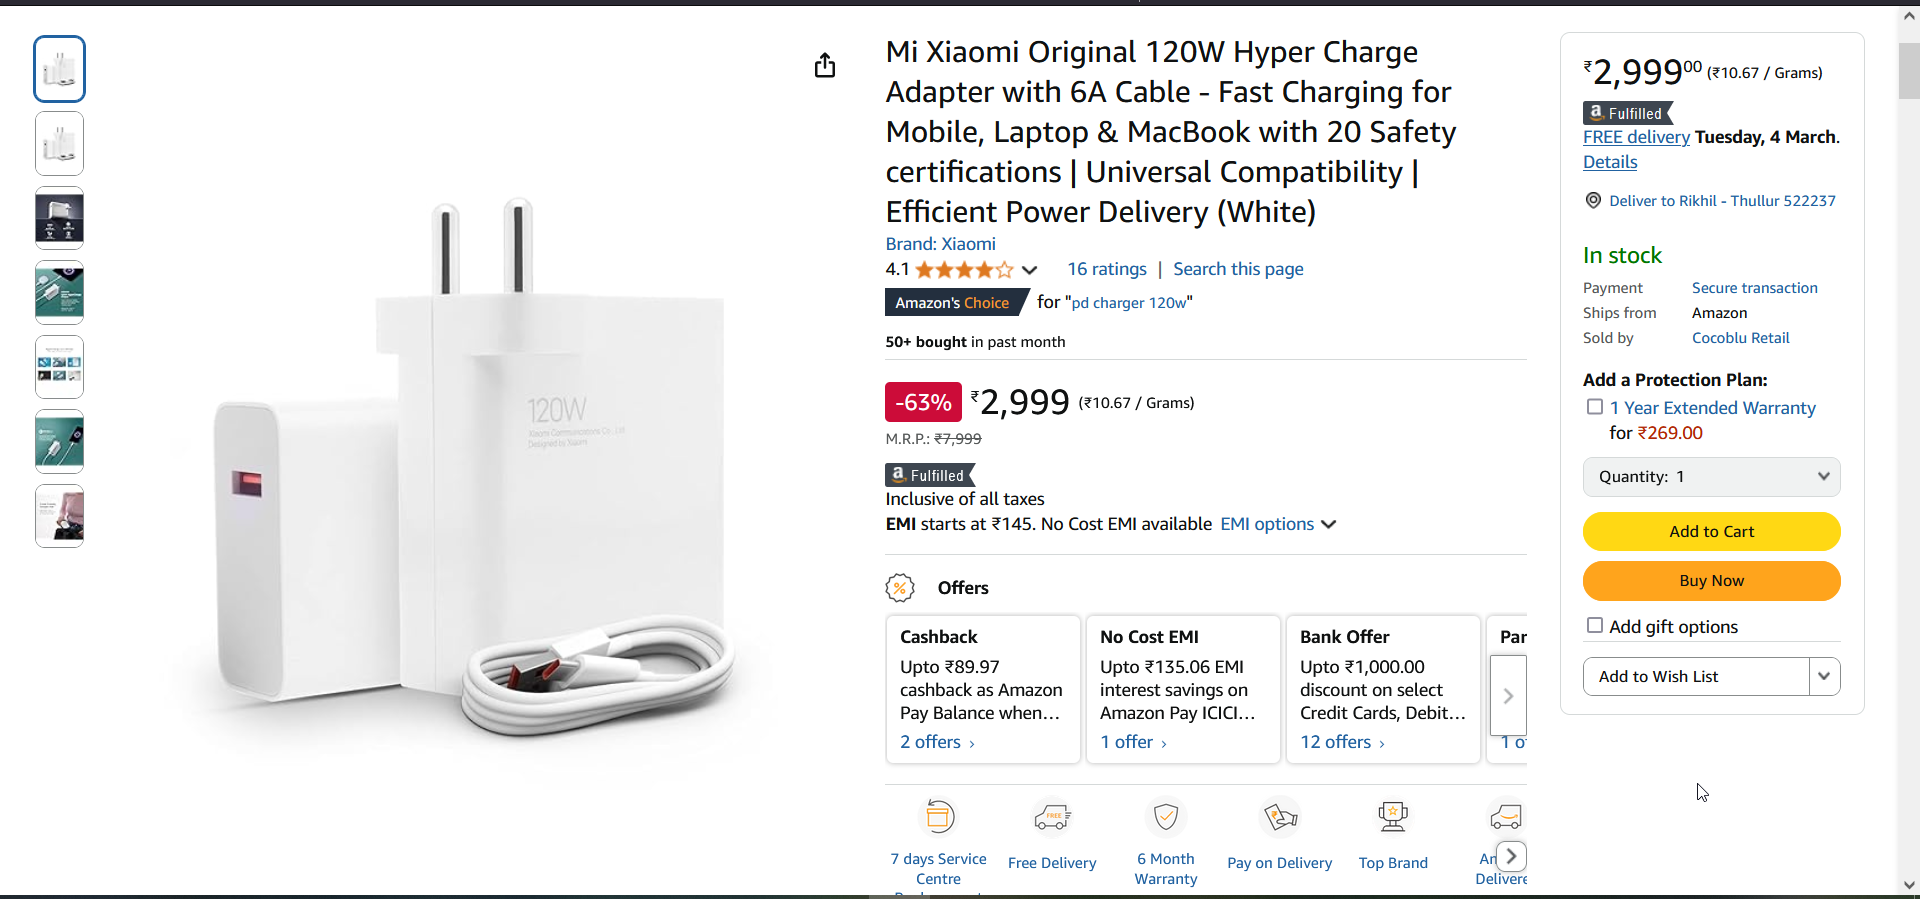 Mi Xiaomi Original 120W Hyper Charge
Adapter with 6A Cable - Fast Charging for
Mobile, Laptop & MacBook with 20 Safety
certifications | Universal Compatibility |
Efficient Power Delivery (White)
Brand: Xiaomi
4.1 16 ratings | Search this page
Amazon's Choice for "pd charger 120w"
50+ bought in past month
-63% ₹2,999 (₹10.67 / Grams)
M.R.P.: ₹7,999
a Fulfilled
Inclusive of all taxes
EMI starts at ₹145. No Cost EMI available EMI options
% Offers
Cashback
Upto ₹89.97
cashback as Amazon
Pay Balance when…
2 offers ›
No Cost EMI
Upto ₹135.06 EMI
interest savings on
Amazon Pay ICICI…
1 offer ›
Bank Offer
Upto ₹1,000.00
discount on select
Credit Cards, Debit…
12 offers ›
Par
1 o
7 days Service
Centre
FREE
Free Delivery
6 Month
Warranty
Pay on Delivery
Top Brand
An
Delivere
120W
Xiaomi Communications Co., Ltd
Designed by Xiaomi
₹2,999⁰⁰ (₹10.67 / Grams)
a Fulfilled
FREE delivery Tuesday, 4 March.
Details
Deliver to Rikhil - Thullur 522237
In stock
Payment Secure transaction
Ships from Amazon
Sold by Cocoblu Retail
Add a Protection Plan:
1 Year Extended Warranty
for ₹269.00
Quantity: 1
Add to Cart
Buy Now
Add gift options
Add to Wish List